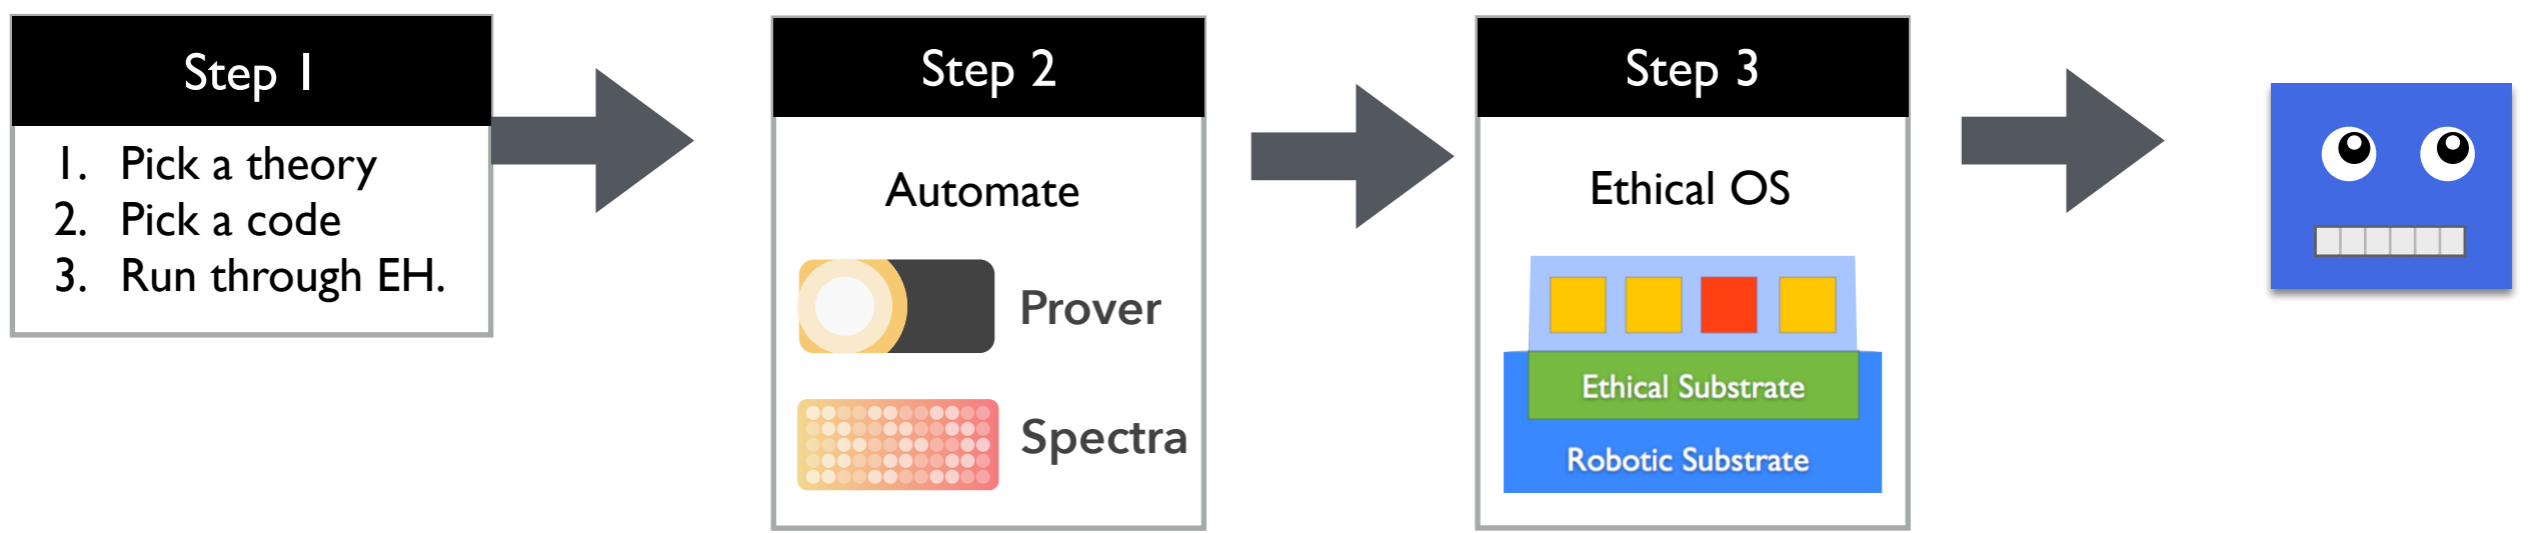 Step 1
1. Pick a theory
2. Pick a code
3. Run through EH.
Step 2
Automate
Prover
Spectra
Step 3
Ethical OS
Ethical Substrate
Robotic Substrate